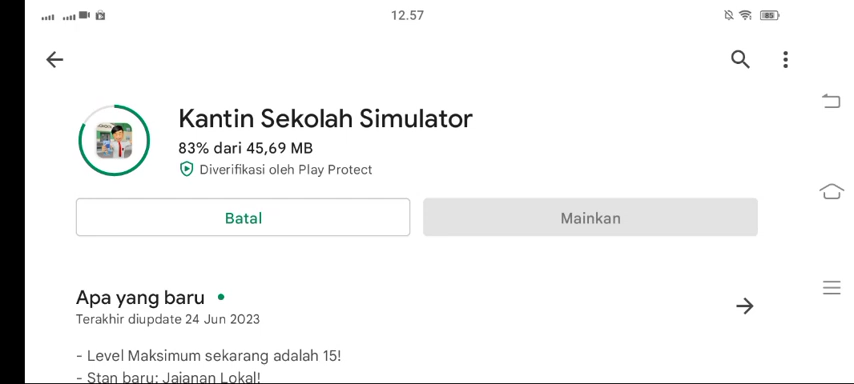 12.57
85
Kantin Sekolah Simulator
83% dari 45,69 MB
Diverifikasi oleh Play Protect
Batal
Mainkan
Apa yang baru
Terakhir diupdate 24 Jun 2023
- Level Maksimum sekarang adalah 15!
- Stan baru: Jajanan Lokal!